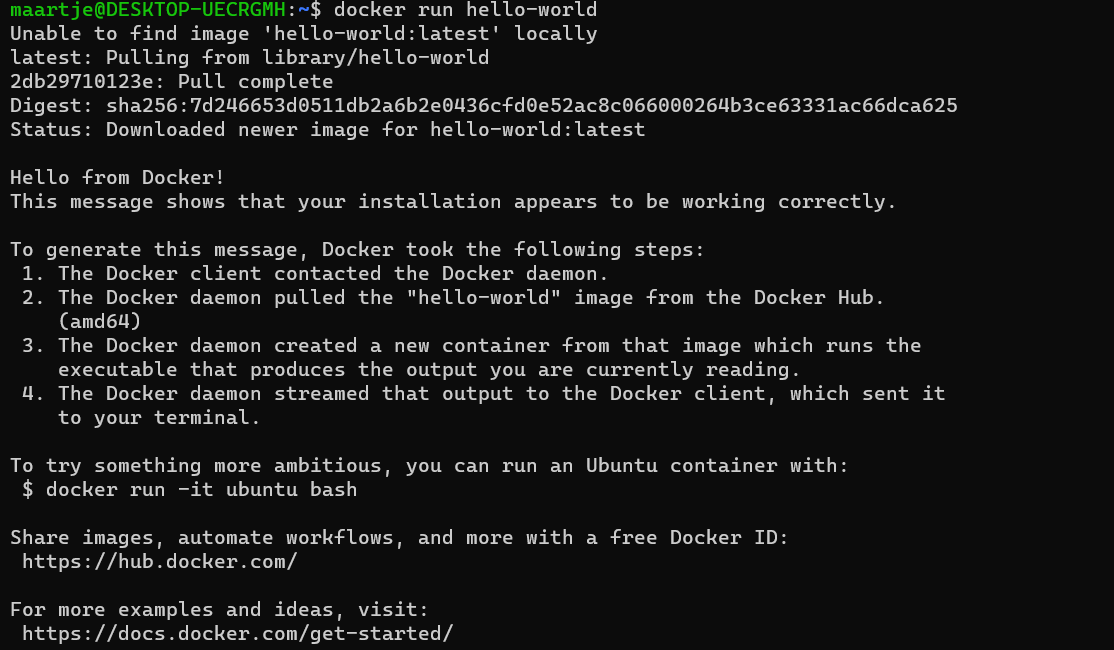 maartje@DESKTOP-UECRGMH:~$ docker run hello-world
Unable to find image 'hello-world:latest' locally
latest: Pulling from library/hello-world
2db29710123e: Pull complete
Digest: sha256:7d246653d0511db2a6b2e0436cfd0e52ac8c066000264b3ce63331ac66dca625
Status: Downloaded newer image for hello-world:latest

Hello from Docker!
This message shows that your installation appears to be working correctly.

To generate this message, Docker took the following steps:
 1. The Docker client contacted the Docker daemon.
 2. The Docker daemon pulled the "hello-world" image from the Docker Hub.
    (amd64)
 3. The Docker daemon created a new container from that image which runs the
    executable that produces the output you are currently reading.
 4. The Docker daemon streamed that output to the Docker client, which sent it
    to your terminal.

To try something more ambitious, you can run an Ubuntu container with:
 $ docker run -it ubuntu bash

Share images, automate workflows, and more with a free Docker ID:
 https://hub.docker.com/

For more examples and ideas, visit:
 https://docs.docker.com/get-started/